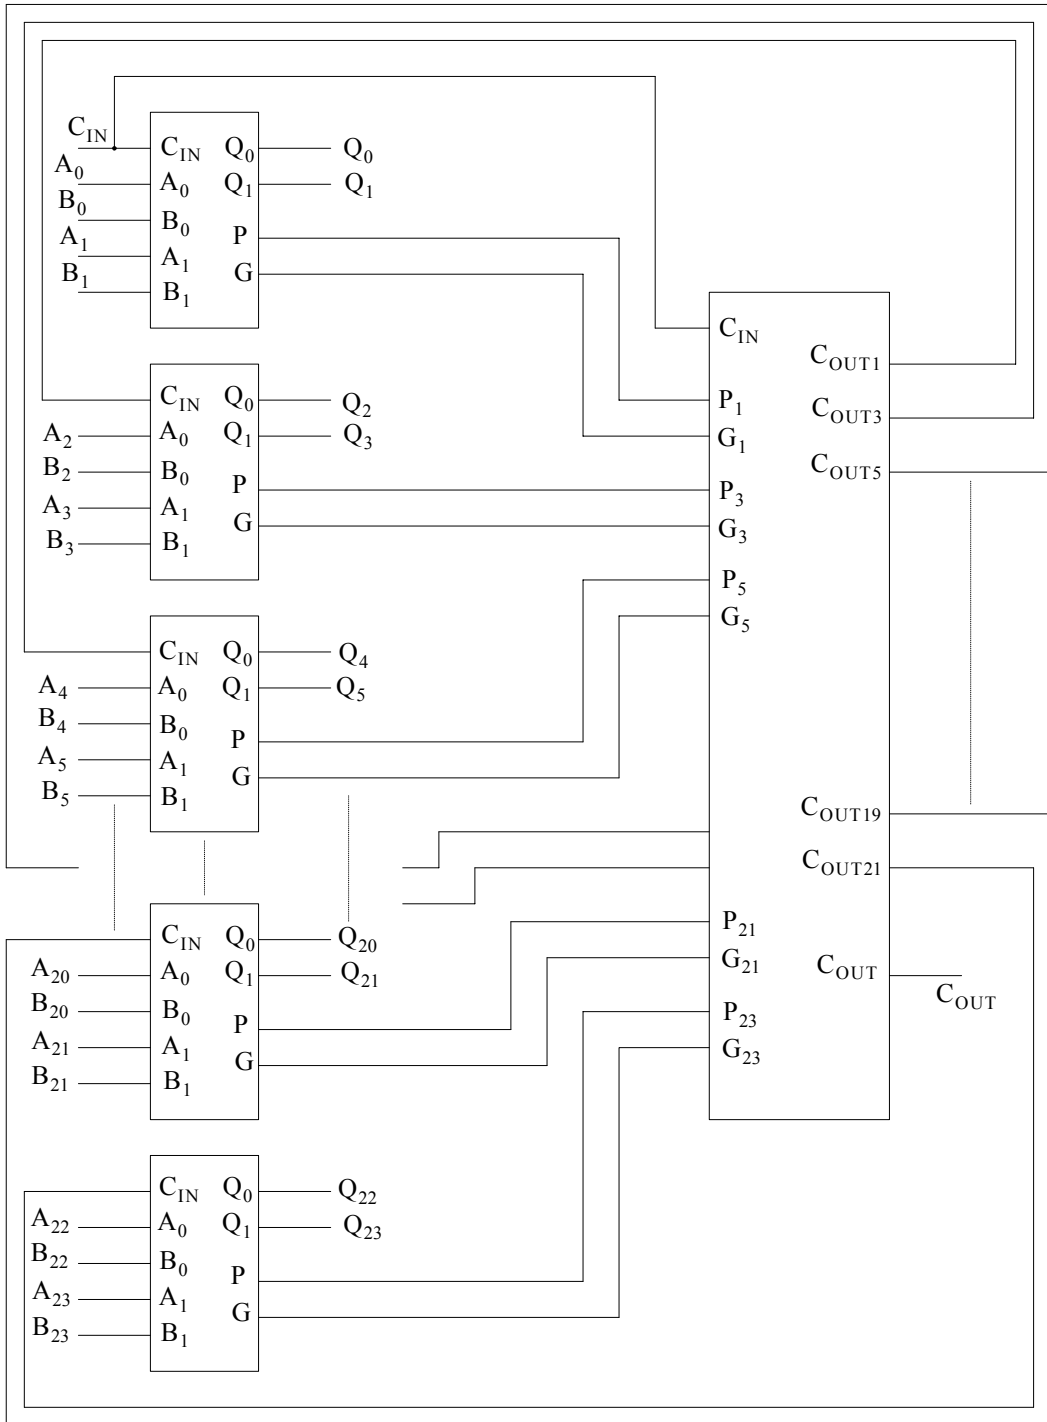 C_IN C_IN Q_0 Q_0
A_0 A_0 Q_1 Q_1
B_0 B_0 P
A_1 A_1 G
B_1 B_1
C_IN Q_0 Q_2
A_2 A_0 Q_1 Q_3
B_2 B_0 P
A_3 A_1 G
B_3 B_1
C_IN Q_0 Q_4
A_4 A_0 Q_1 Q_5
B_4 B_0 P
A_5 A_1 G
B_5 B_1
C_IN Q_0 Q_20
A_20 A_0 Q_1 Q_21
B_20 B_0 P
A_21 A_1 G
B_21 B_1
C_IN Q_0 Q_22
A_22 A_0 Q_1 Q_23
B_22 B_0 P
A_23 A_1 G
B_23 B_1
C_IN
P_1
G_1
P_3
G_3
P_5
G_5
P_21
G_21
P_23
G_23
C_OUT1
C_OUT3
C_OUT5
C_OUT19
C_OUT21
C_OUT C_OUT